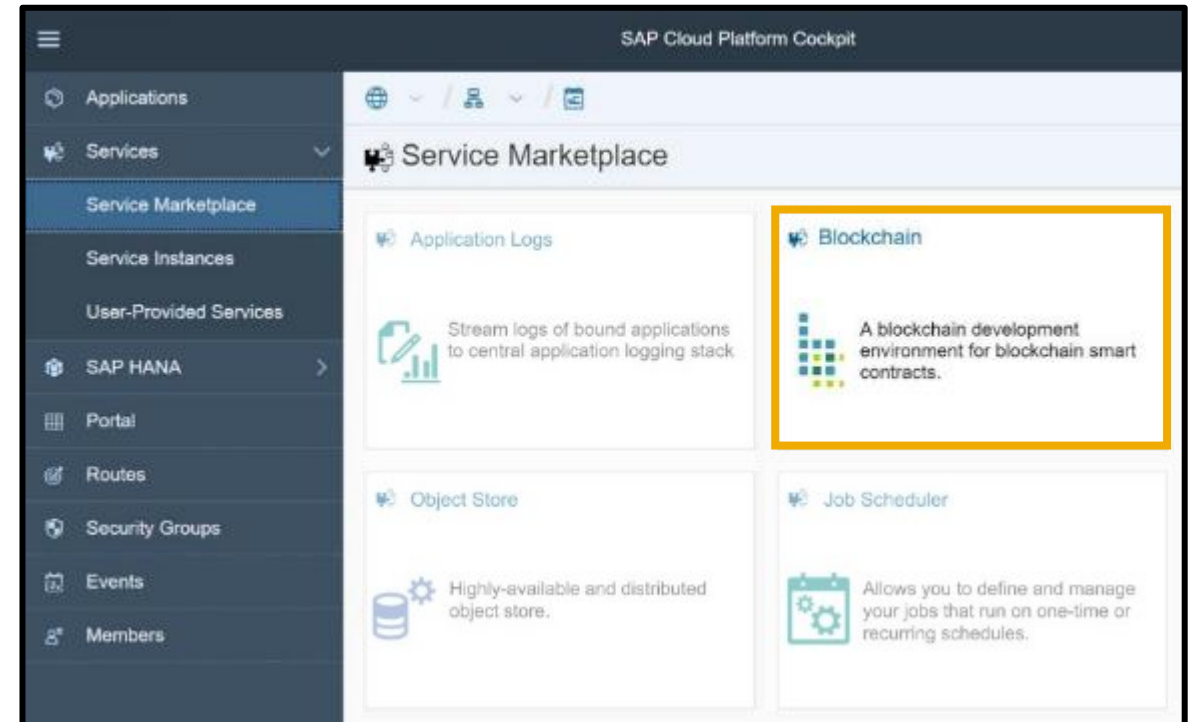 SAP Cloud Platform Cockpit
Applications
Services
Service Marketplace
Service Instances
User-Provided Services
SAP HANA
Portal
Routes
Security Groups
Events
Members
Service Marketplace
Application Logs
Stream logs of bound applications
to central application logging stack
Blockchain
A blockchain development
environment for blockchain smart
contracts.
Object Store
Highly-available and distributed
object store.
Job Scheduler
Allows you to define and manage
your jobs that run on one-time or
recurring schedules.